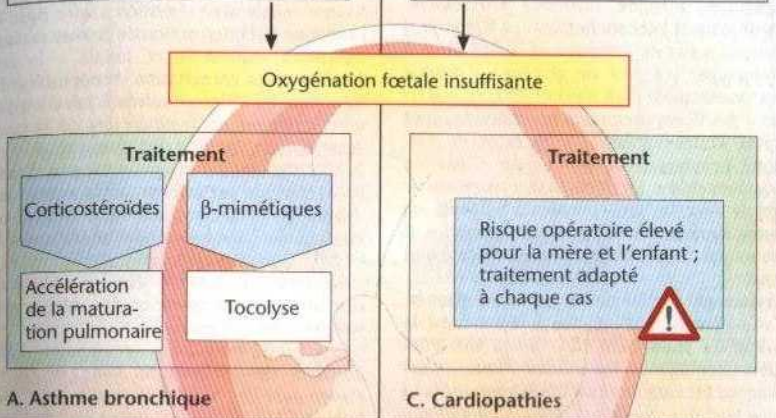 Oxygénation fœtale insuffisante
Traitement
Corticostéroïdes
β-mimétiques
Accélération
de la matura-
tion pulmonaire
Tocolyse
A. Asthme bronchique
Traitement
Risque opératoire élevé
pour la mère et l'enfant ;
traitement adapté
à chaque cas
!
C. Cardiopathies